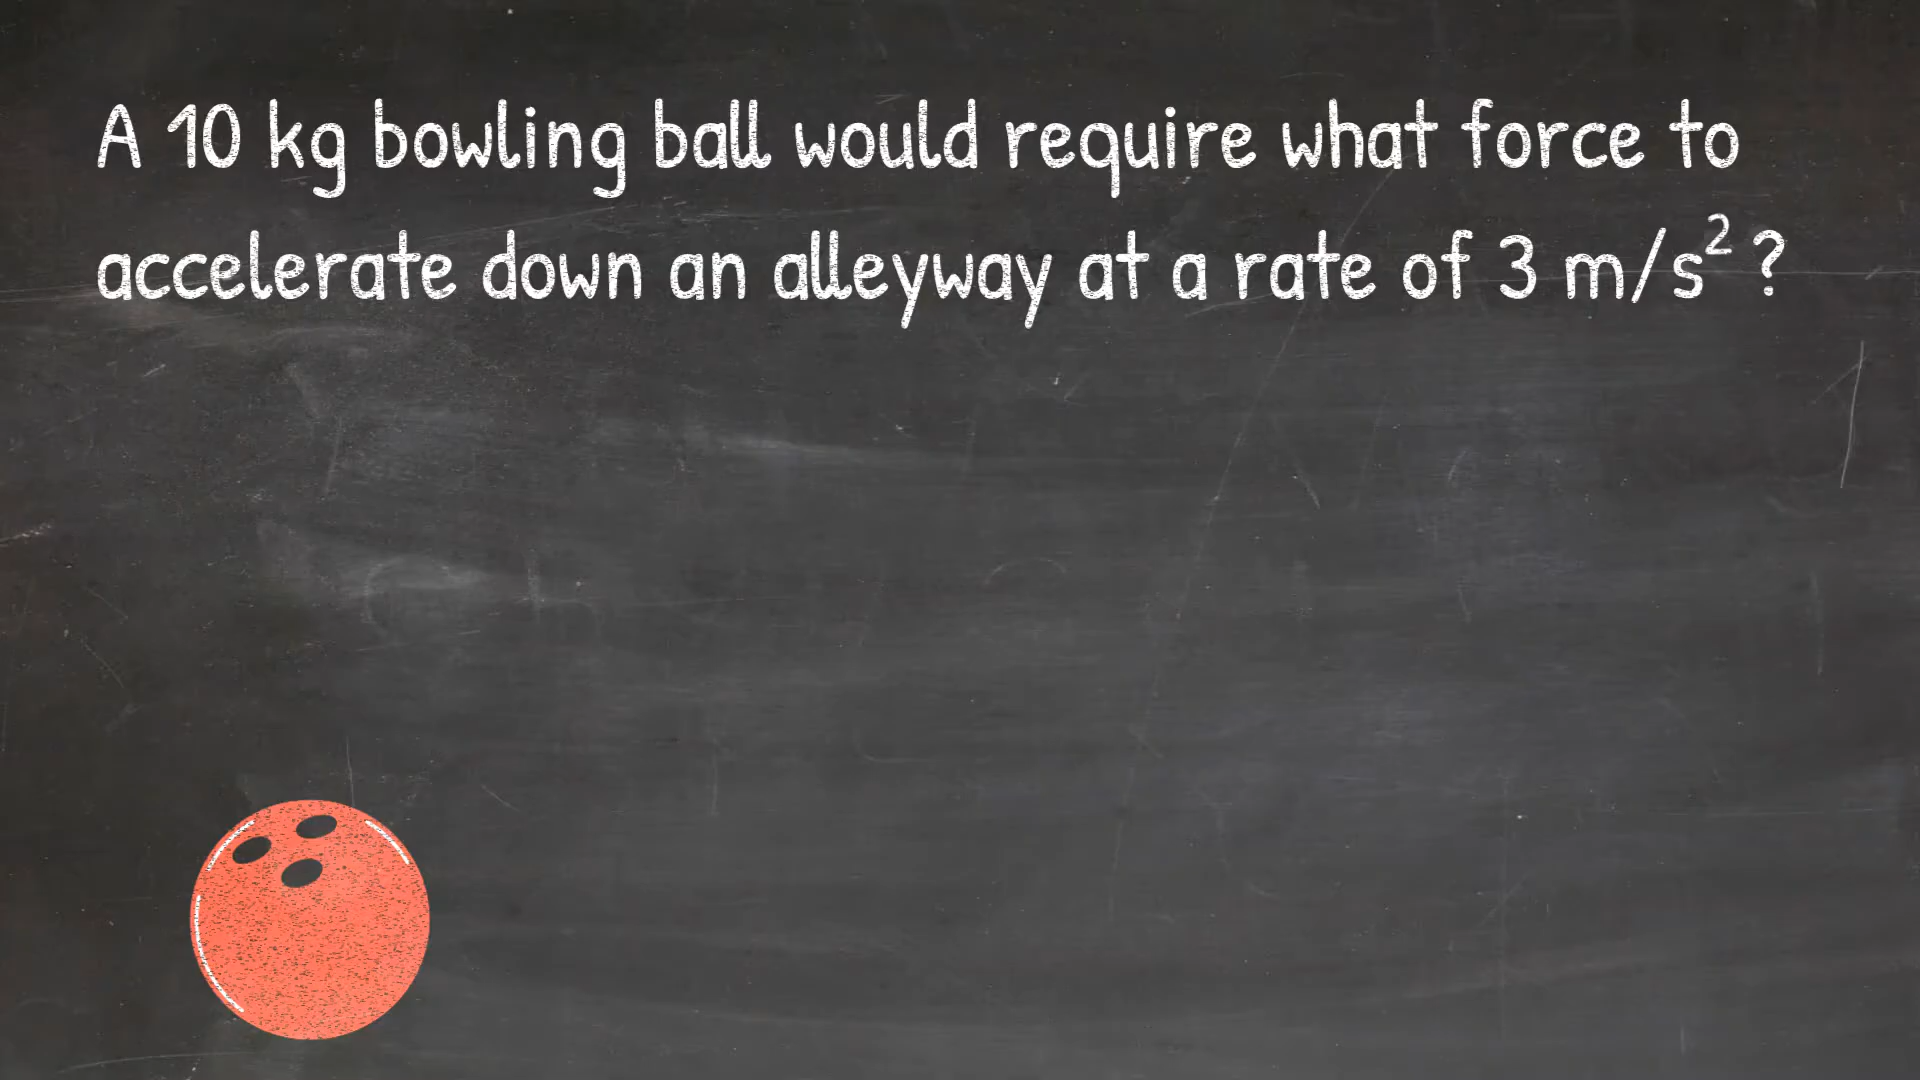 A 10 kg bowling ball would require what force to
accelerate down an alleyway at a rate of 3 m/s² ?